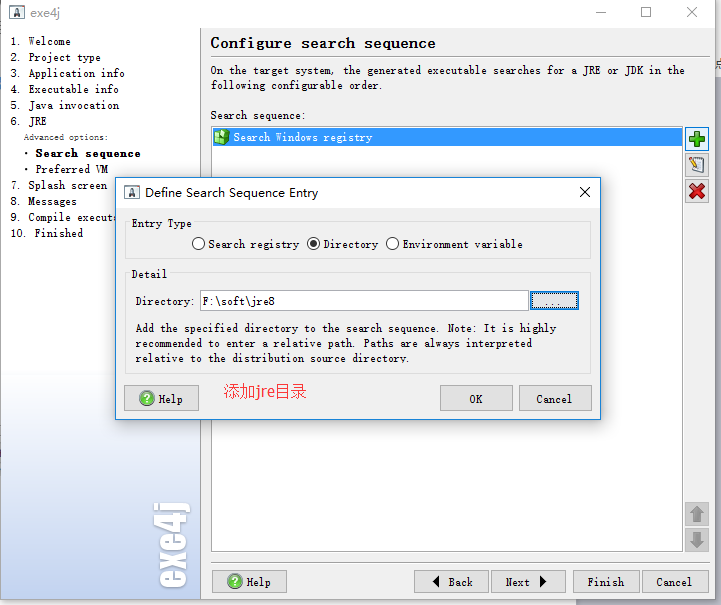 exe4j
1. Welcome
2. Project type
3. Application info
4. Executable info
5. Java invocation
6. JRE
Advanced options:
· Search sequence
· Preferred VM
7. Splash screen
8. Messages
9. Compile execut
10. Finished
exe4j
Configure search sequence
On the target system, the generated executable searches for a JRE or JDK in the
following configurable order.
Search sequence:
Search Windows registry
Define Search Sequence Entry
Entry Type
Search registry
Directory
Environment variable
Detail
Directory: F:\soft\jre8
...
Add the specified directory to the search sequence. Note: It is highly
recommended to enter a relative path. Paths are always interpreted
relative to the distribution source directory.
Help
添加jre目录
OK
Cancel
Help
Back
Next
Finish
Cancel